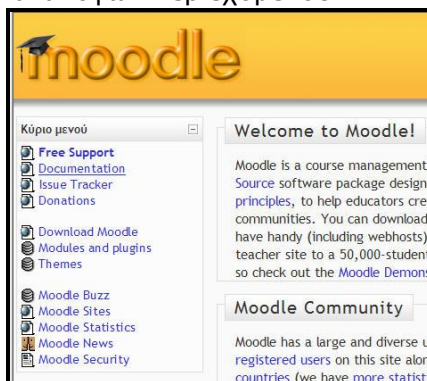 moodle
Κύριο μενού
Free Support
Documentation
Issue Tracker
Donations
Download Moodle
Modules and plugins
Themes
Moodle Buzz
Moodle Sites
Moodle Statistics
Moodle News
Moodle Security
Welcome to Moodle!
Moodle is a course management
Source software package design
principles, to help educators cre
communities. You can download
have handy (including webhosts)
teacher site to a 50,000-student
so check out the Moodle Demons
Moodle Community
Moodle has a large and diverse u
registered users on this site alon
countries (we have more statist